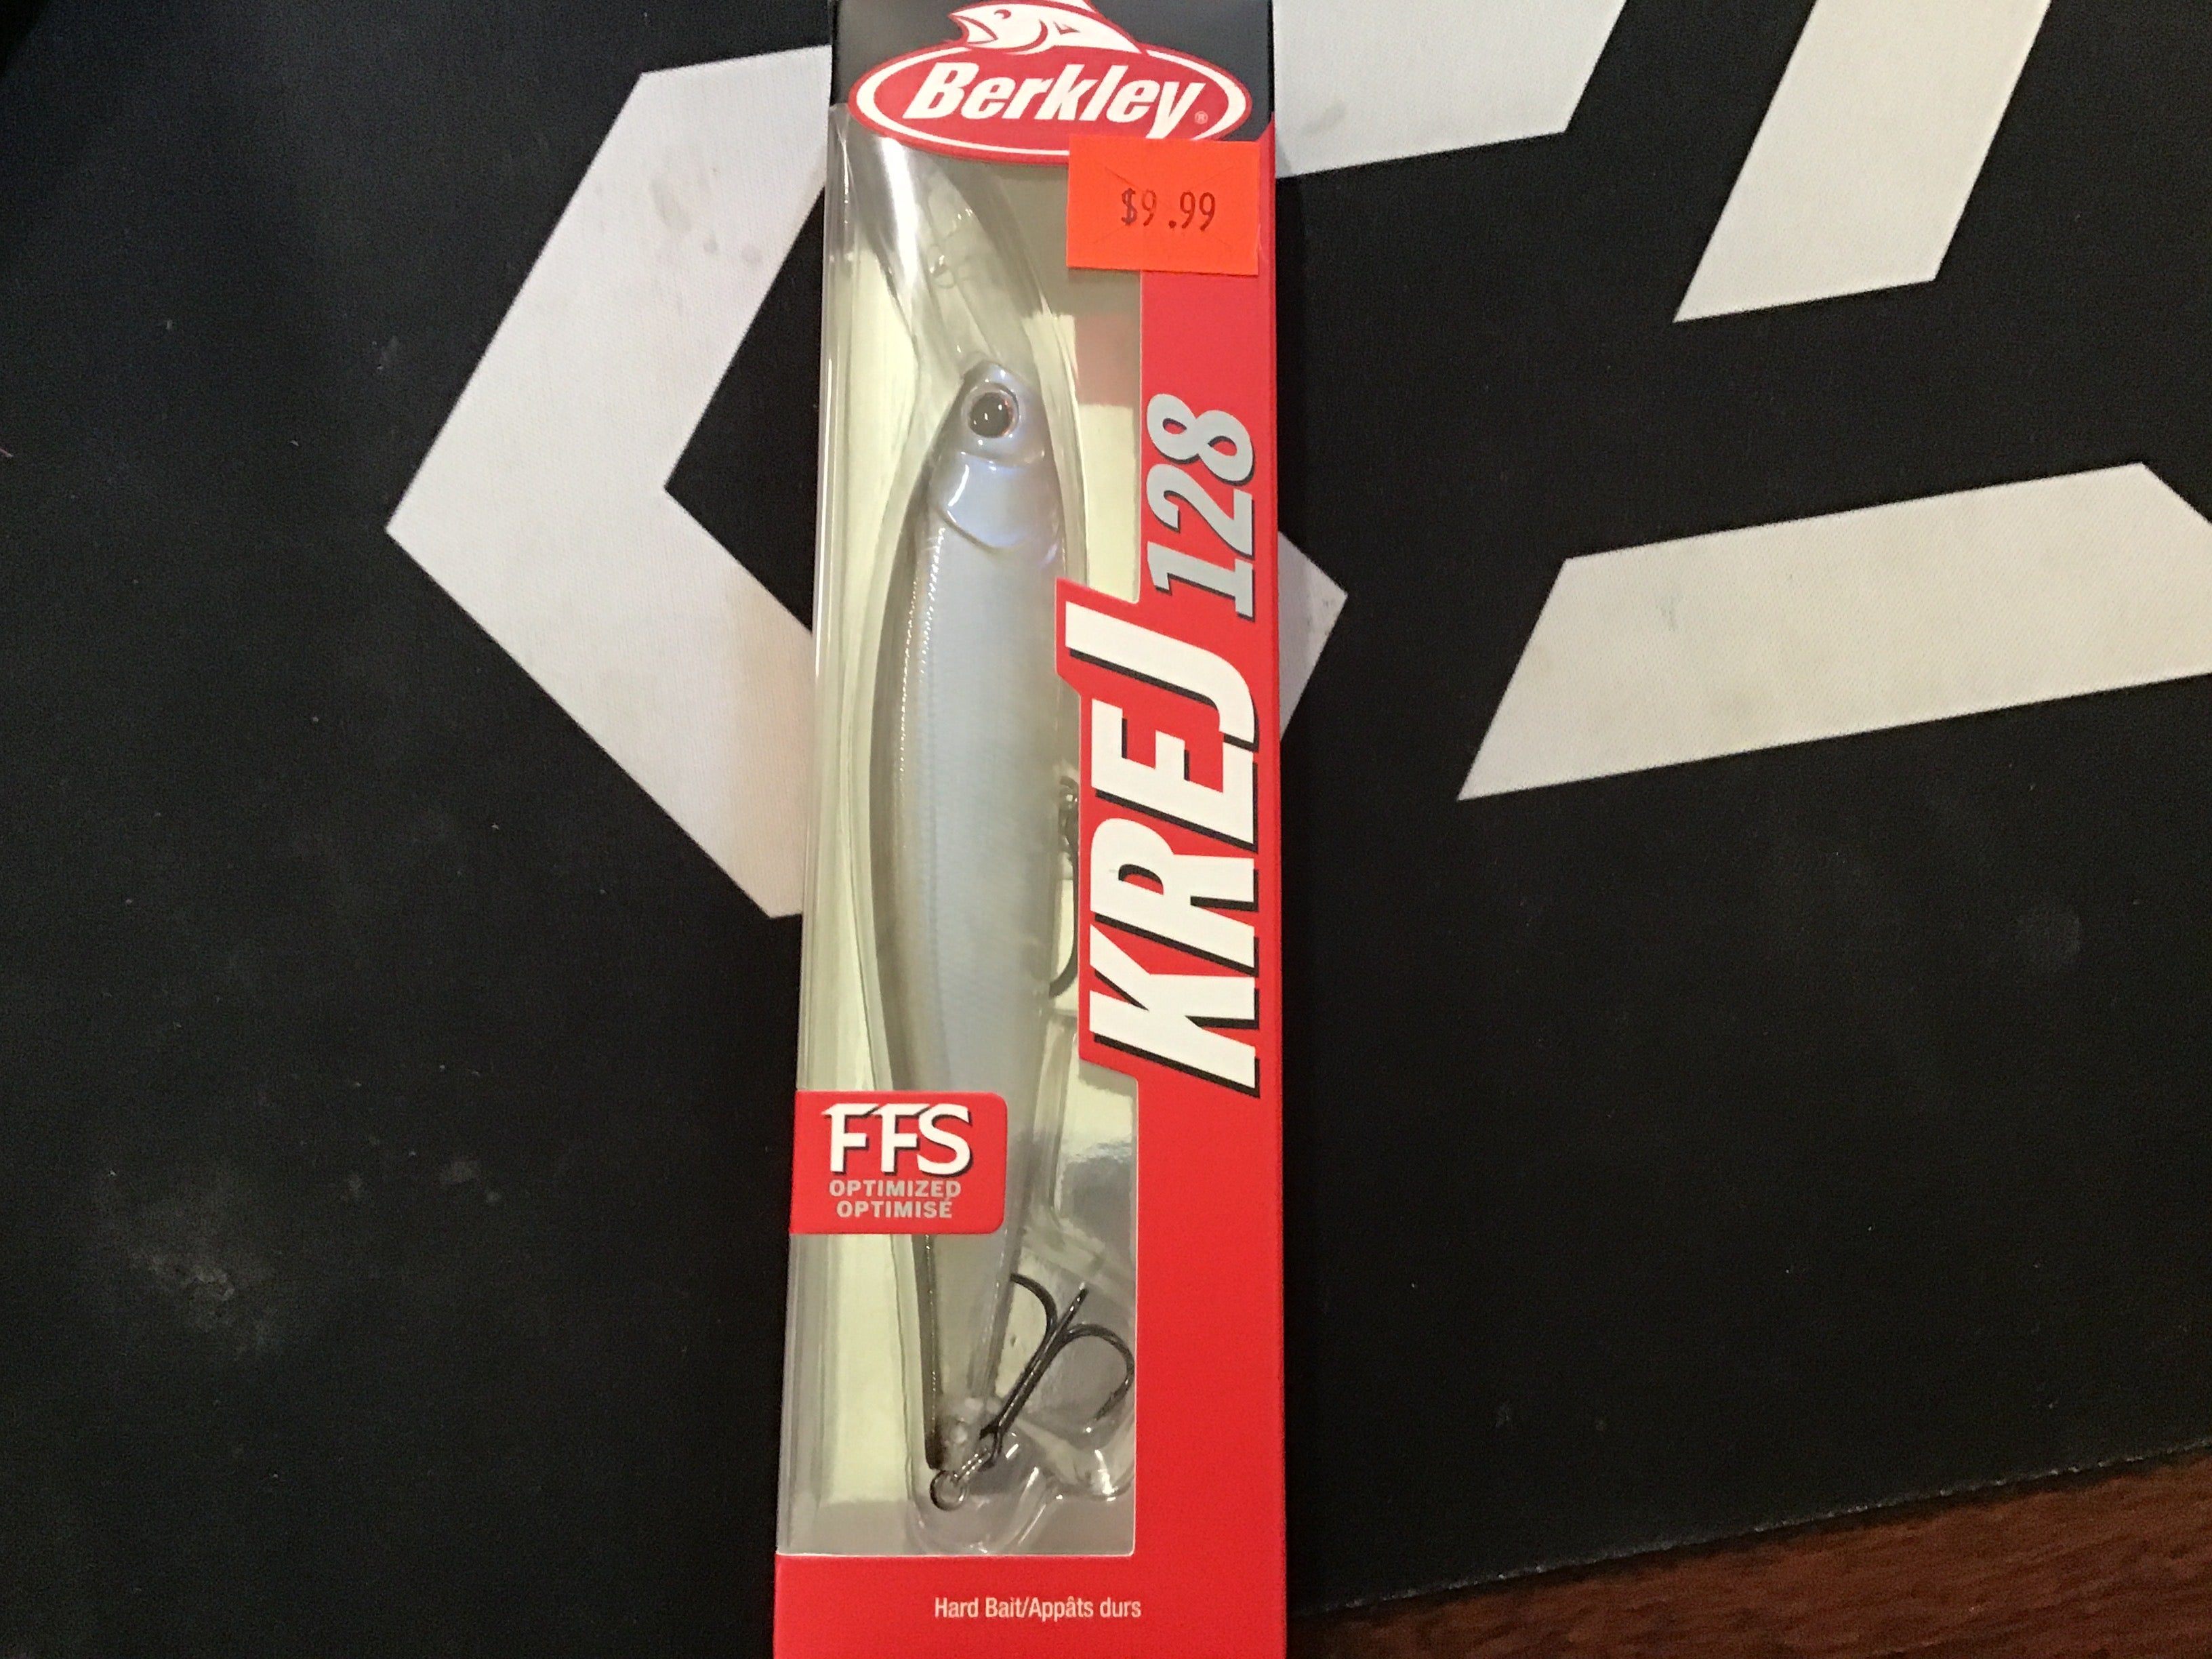 Berkley®
$9.99
KREJ 128
FFS
OPTIMIZED
OPTIMISÉ
Hard Bait/Appâts durs